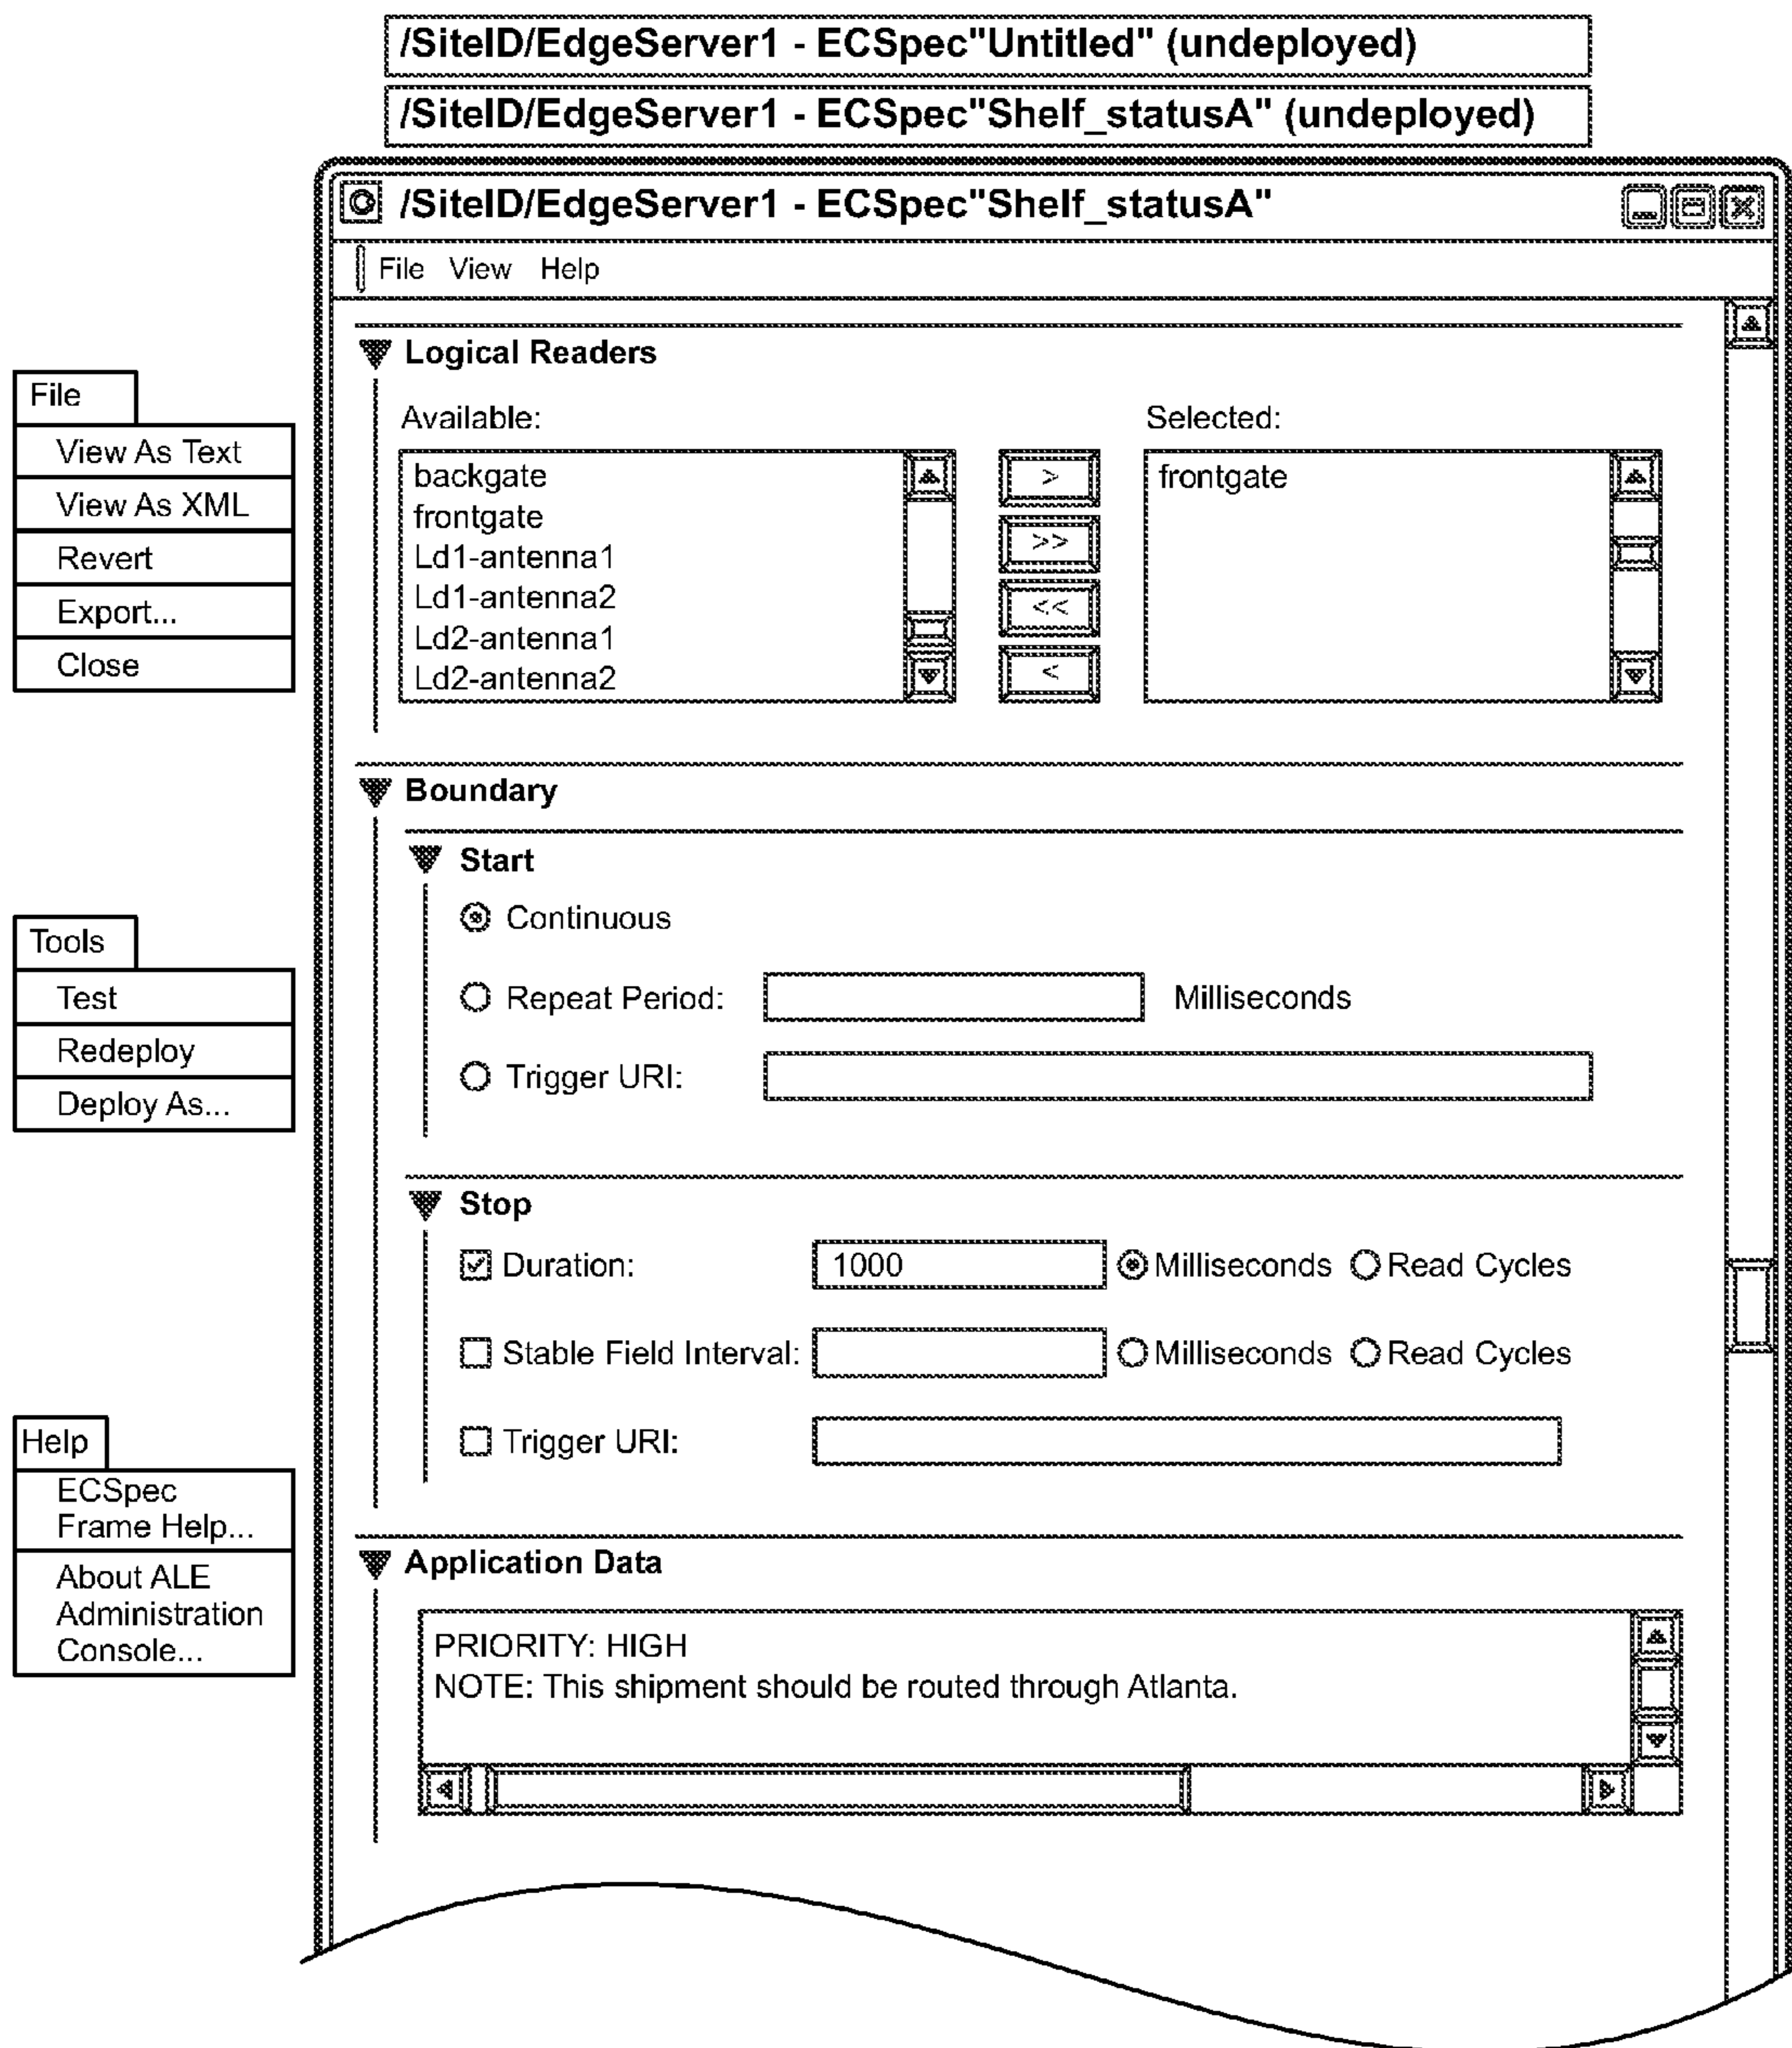 /SiteID/EdgeServer1 - ECSpec"Untitled" (undeployed)
/SiteID/EdgeServer1 - ECSpec"Shelf_statusA" (undeployed)
/SiteID/EdgeServer1 - ECSpec"Shelf_statusA"
File View Help
Logical Readers
Available:
Selected:
backgate
frontgate
Ld1-antenna1
Ld1-antenna2
Ld2-antenna1
Ld2-antenna2
>
>>
<<
<
frontgate
Boundary
Start
Continuous
Repeat Period: Milliseconds
Trigger URI:
Stop
Duration: 1000 Milliseconds Read Cycles
Stable Field Interval: Milliseconds Read Cycles
Trigger URI:
Application Data
PRIORITY: HIGH
NOTE: This shipment should be routed through Atlanta.
File
View As Text
View As XML
Revert
Export...
Close
Tools
Test
Redeploy
Deploy As...
Help
ECSpec
Frame Help...
About ALE
Administration
Console...